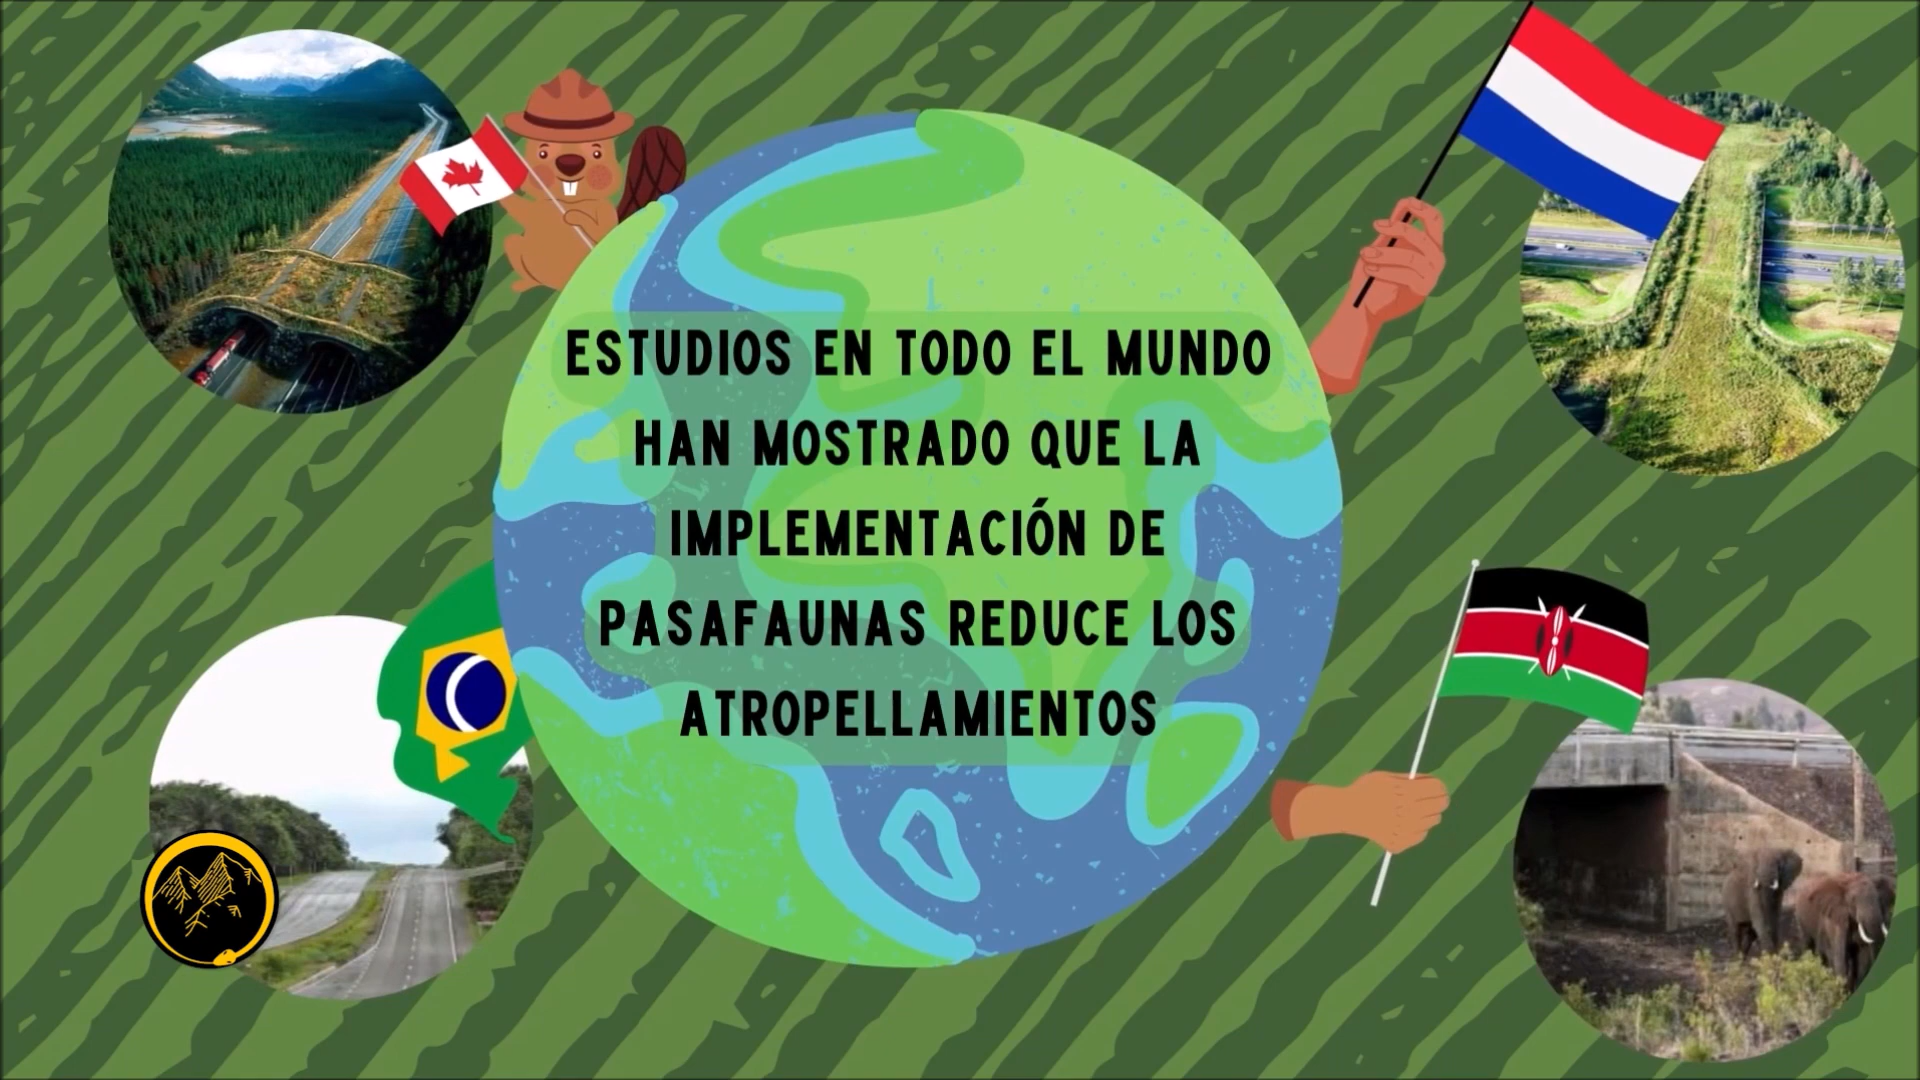 ESTUDIOS EN TODO EL MUNDO
HAN MOSTRADO QUE LA
IMPLEMENTACIÓN DE
PASAFAUNAS REDUCE LOS
ATROPELLAMIENTOS